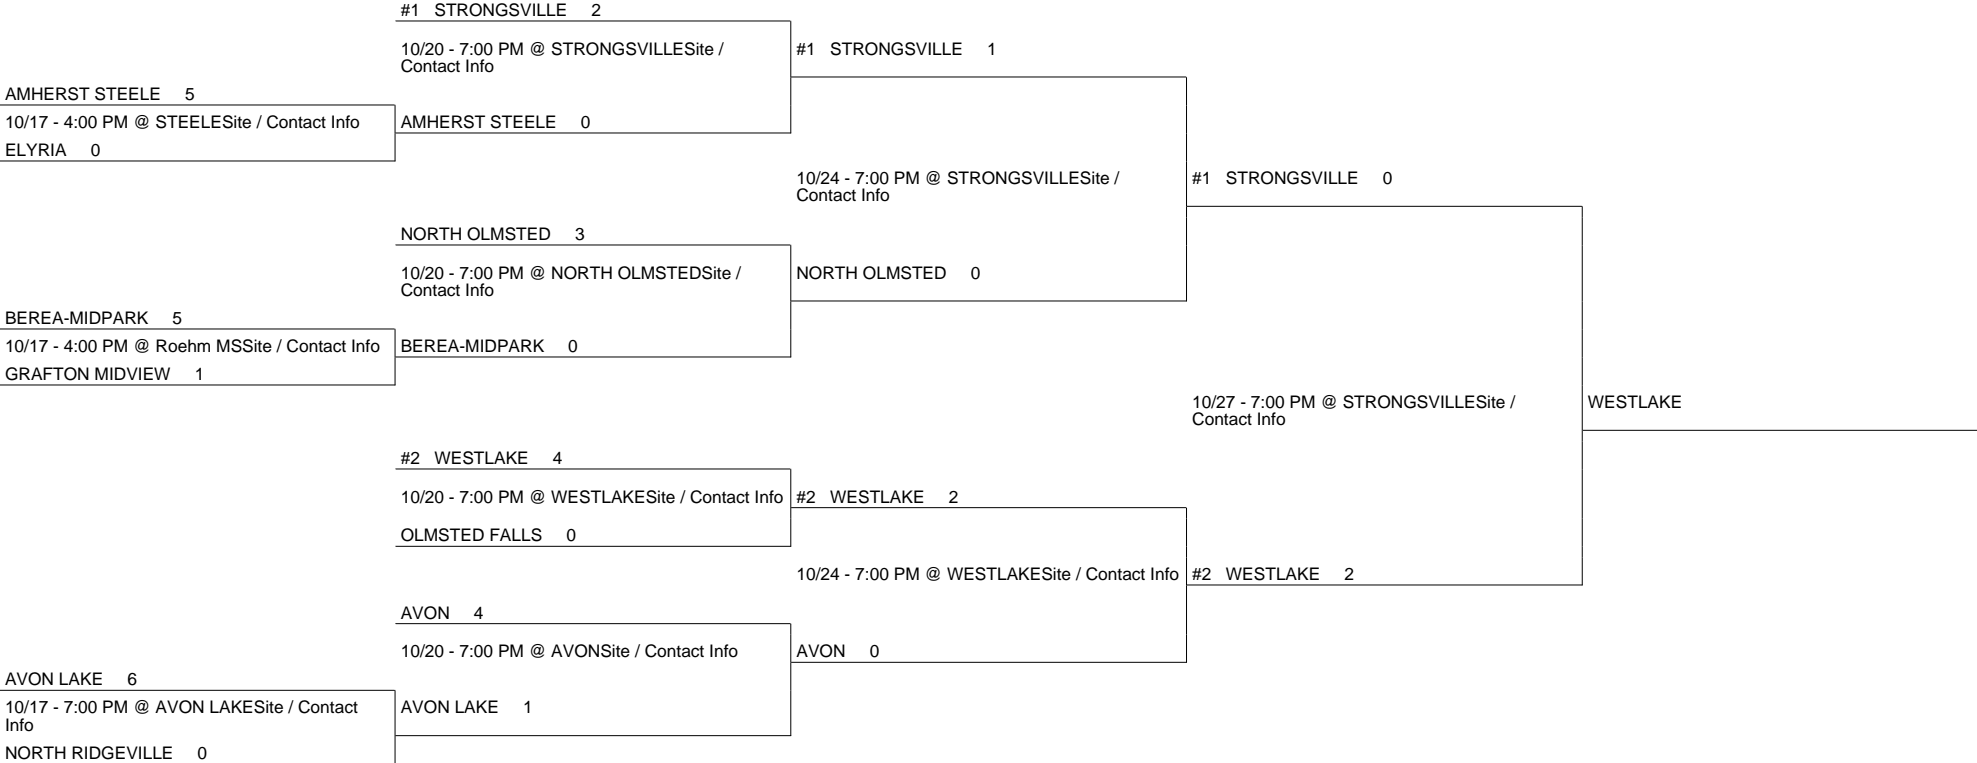 #1 STRONGSVILLE 2
10/20 - 7:00 PM @ STRONGSVILLESite /
Contact Info
#1 STRONGSVILLE 1
AMHERST STEELE 5
10/17 - 4:00 PM @ STEELESite / Contact Info
AMHERST STEELE 0
ELYRIA 0
10/24 - 7:00 PM @ STRONGSVILLESite /
Contact Info
#1 STRONGSVILLE 0
NORTH OLMSTED 3
10/20 - 7:00 PM @ NORTH OLMSTEDSite /
Contact Info
NORTH OLMSTED 0
BEREA-MIDPARK 5
10/17 - 4:00 PM @ Roehm MSSite / Contact Info
BEREA-MIDPARK 0
GRAFTON MIDVIEW 1
10/27 - 7:00 PM @ STRONGSVILLESite /
Contact Info
WESTLAKE
#2 WESTLAKE 4
10/20 - 7:00 PM @ WESTLAKESite / Contact Info
#2 WESTLAKE 2
OLMSTED FALLS 0
10/24 - 7:00 PM @ WESTLAKESite / Contact Info
#2 WESTLAKE 2
AVON 4
10/20 - 7:00 PM @ AVONSite / Contact Info
AVON 0
AVON LAKE 6
10/17 - 7:00 PM @ AVON LAKESite / Contact
Info
AVON LAKE 1
NORTH RIDGEVILLE 0